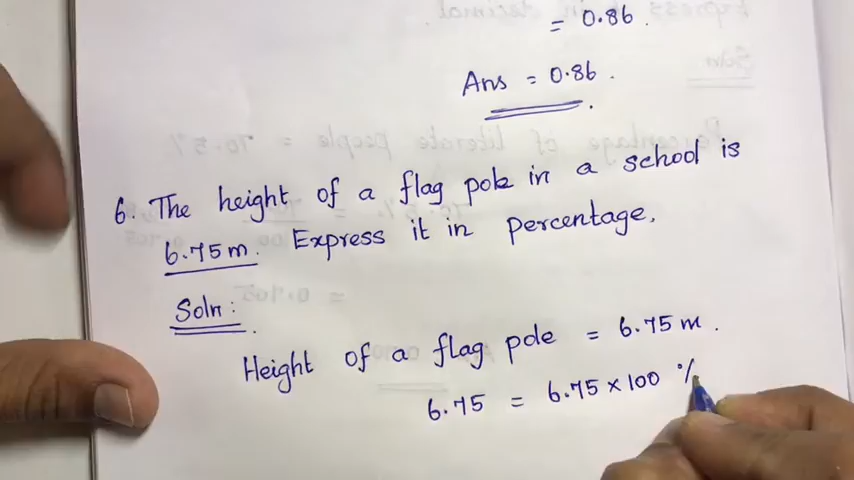 = 0.86.
Ans = 0.86.
6. The height of a flag pole in a school is
6.75m. Express it in percentage.
Soln:
Height of a flag pole = 6.75 m.
6.75 = 6.75 × 100 %